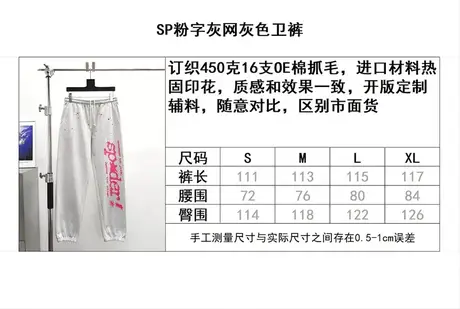 SP粉字灰网灰色卫裤
订织450克16支OE棉抓毛，进口材料热
固印花，质感和效果一致，开版定制
辅料，随意对比，区别市面货
尺码 S M L XL
裤长 111 113 115 117
腰围 72 76 80 84
臀围 114 118 122 126
手工测量尺寸与实际尺寸之间存在0.5-1cm误差
sp5der!